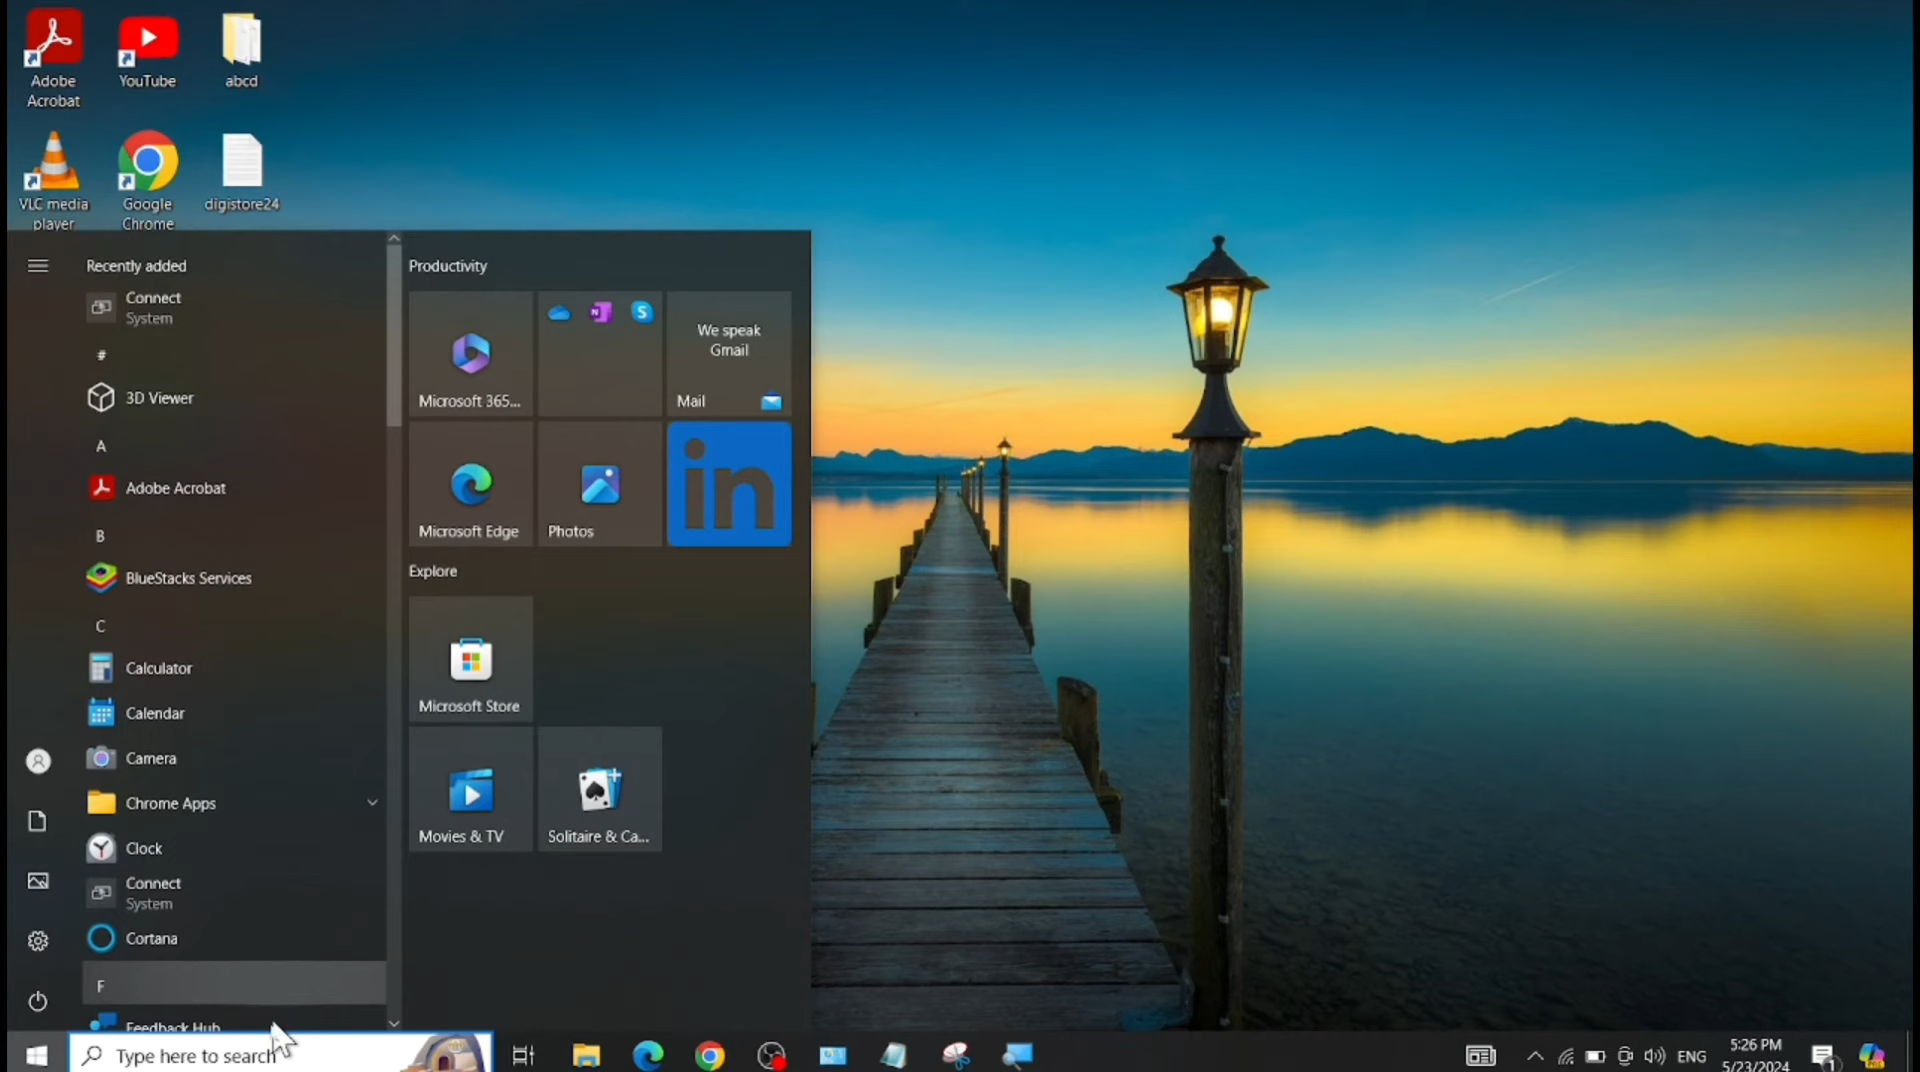 Adobe
Acrobat
YouTube
abcd
VLC media
player
Google
Chrome
digistore24
Recently added
Connect
System
#
3D Viewer
A
Adobe Acrobat
B
BlueStacks Services
C
Calculator
Calendar
Camera
Chrome Apps
Clock
Connect
System
Cortana
F
Feedback Hub
Productivity
Microsoft 365...
N
S
We speak
Gmail
Mail
Microsoft Edge
Photos
in
Explore
Microsoft Store
Movies & TV
Solitaire & Ca...
Type here to search
ENG
5:26 PM
5/23/2024
1